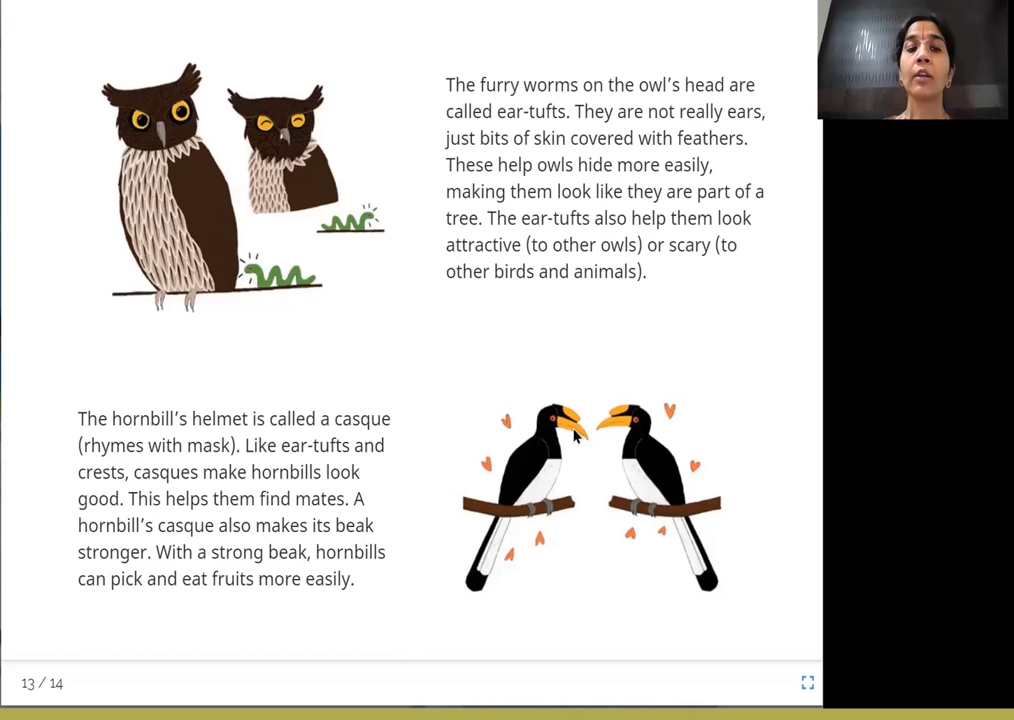 The furry worms on the owl’s head are
called ear-tufts. They are not really ears,
just bits of skin covered with feathers.
These help owls hide more easily,
making them look like they are part of a
tree. The ear-tufts also help them look
attractive (to other owls) or scary (to
other birds and animals).
The hornbill’s helmet is called a casque
(rhymes with mask). Like ear-tufts and
crests, casques make hornbills look
good. This helps them find mates. A
hornbill’s casque also makes its beak
stronger. With a strong beak, hornbills
can pick and eat fruits more easily.
13 / 14